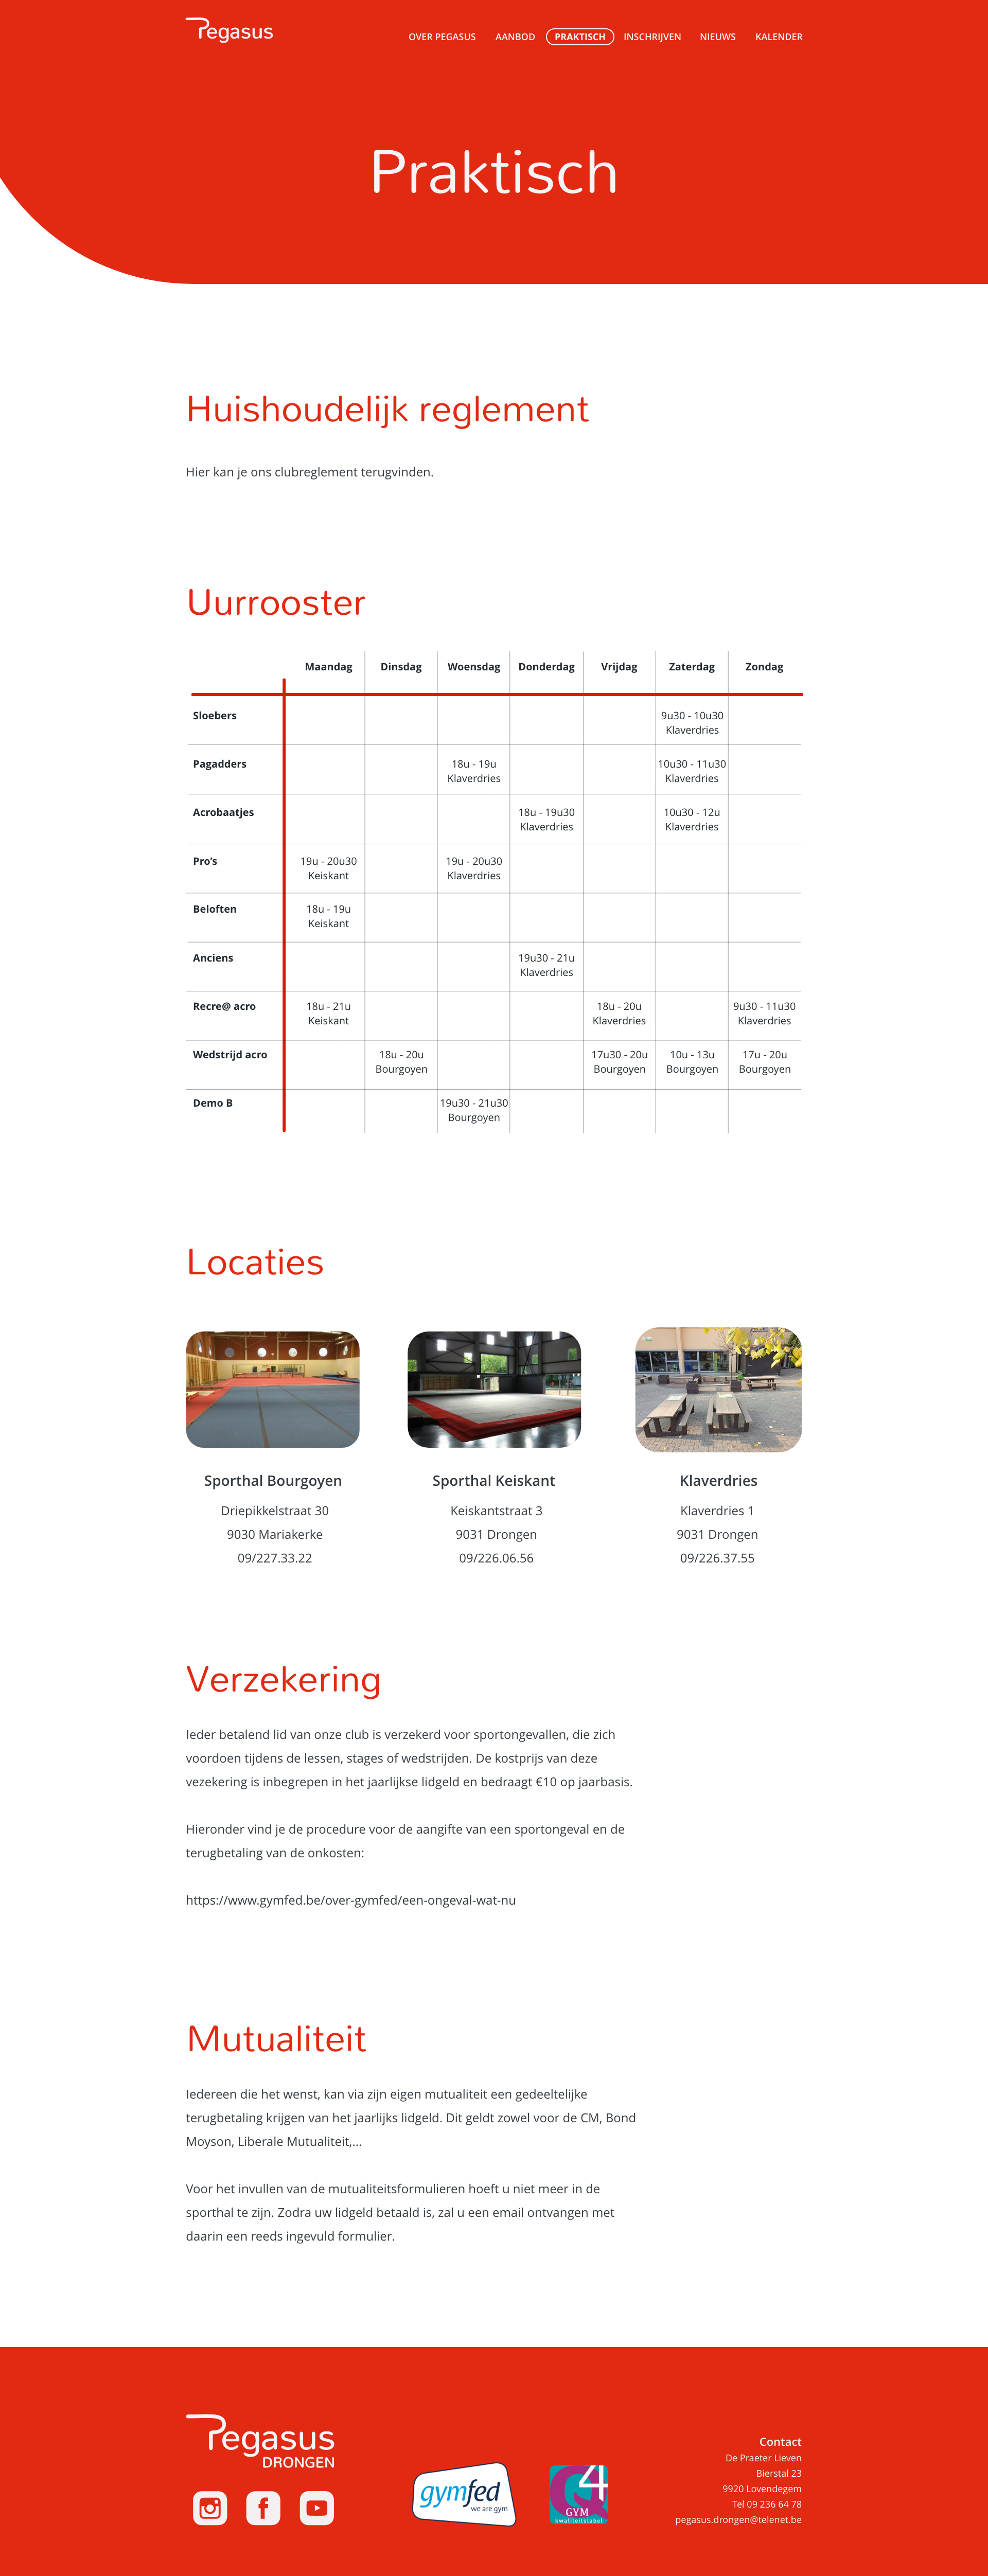 Pegasus
OVER PEGASUS AANBOD PRAKTISCH INSCHRIJVEN NIEUWS KALENDER
Praktisch
Huishoudelijk reglement
Hier kan je ons clubreglement terugvinden.
Uurrooster
Maandag Dinsdag Woensdag Donderdag Vrijdag Zaterdag Zondag
Sloebers 9u30 - 10u30
Klaverdries
Pagadders 18u - 19u 10u30 - 11u30
Klaverdries Klaverdries
Acrobaatjes 18u - 19u30 10u30 - 12u
Klaverdries Klaverdries
Pro's 19u - 20u30 19u - 20u30
Keiskant Klaverdries
Beloften 18u - 19u
Keiskant
Anciens 19u30 - 21u
Klaverdries
Recre@ acro 18u - 21u 18u - 20u 9u30 - 11u30
Keiskant Klaverdries Klaverdries
Wedstrijd acro 18u - 20u 17u30 - 20u 10u - 13u 17u - 20u
Bourgoyen Bourgoyen Bourgoyen Bourgoyen
Demo B 19u30 - 21u30
Bourgoyen
Locaties
Sporthal Bourgoyen
Driepikkelstraat 30
9030 Mariakerke
09/227.33.22
Sporthal Keiskant
Keiskantstraat 3
9031 Drongen
09/226.06.56
Klaverdries
Klaverdries 1
9031 Drongen
09/226.37.55
Verzekering
Ieder betalend lid van onze club is verzekerd voor sportongevallen, die zich
voordoen tijdens de lessen, stages of wedstrijden. De kostprijs van deze
vezekering is inbegrepen in het jaarlijkse lidgeld en bedraagt €10 op jaarbasis.
Hieronder vind je de procedure voor de aangifte van een sportongeval en de
terugbetaling van de onkosten:
https://www.gymfed.be/over-gymfed/een-ongeval-wat-nu
Mutualiteit
Iedereen die het wenst, kan via zijn eigen mutualiteit een gedeeltelijke
terugbetaling krijgen van het jaarlijks lidgeld. Dit geldt zowel voor de CM, Bond
Moyson, Liberale Mutualiteit,...
Voor het invullen van de mutualiteitsformulieren hoeft u niet meer in de
sporthal te zijn. Zodra uw lidgeld betaald is, zal u een email ontvangen met
daarin een reeds ingevuld formulier.
Pegasus
DRONGEN
gymfed
we are gym
Q4
GYM
kwaliteitslabel
Contact
De Praeter Lieven
Bierstal 23
9920 Lovendegem
Tel 09 236 64 78
pegasus.drongen@telenet.be